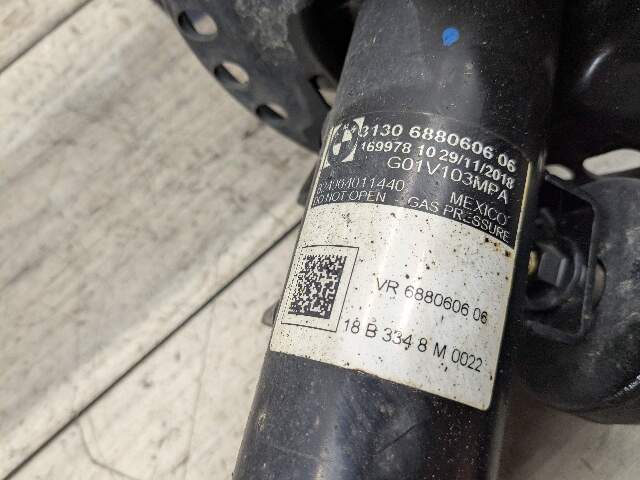 3130 6880606 06
169978 10 29/11/2018
G01V103MPA
MEXICO
DO NOT OPEN GAS PRESSURE
VR 6880606 06
18 B 334 8 M 0022